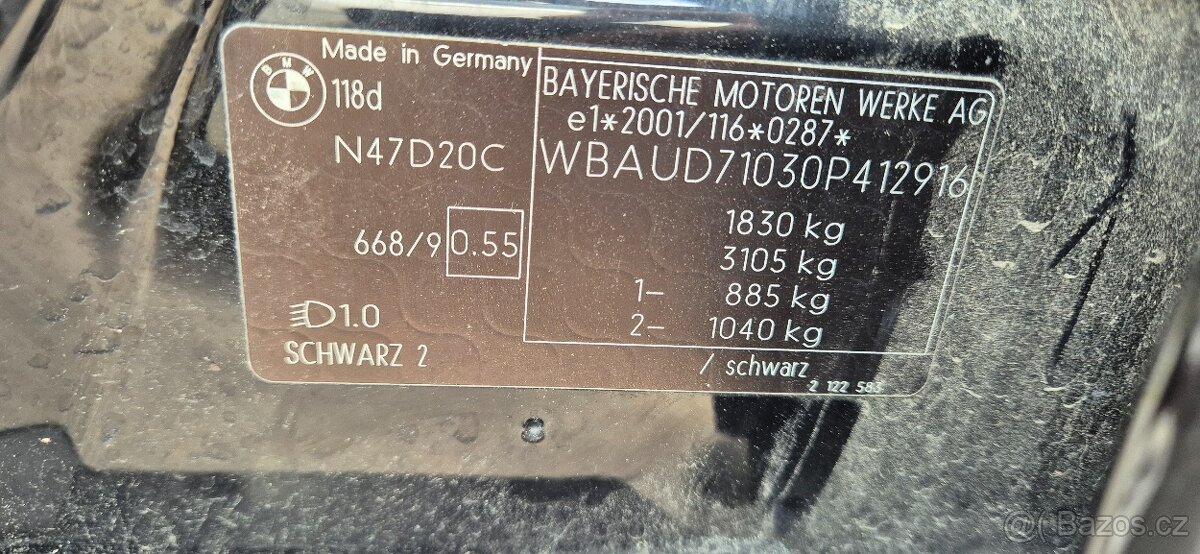 Made in Germany
BMW
118d
N47D20C
668/9 0.55
1.0
SCHWARZ 2
BAYERISCHE MOTOREN WERKE AG
e1*2001/116*0287*
WBAUD71030P412916
1830 kg
3105 kg
1– 885 kg
2– 1040 kg
/ schwarz
2 122 583
@( Bazoš.cz